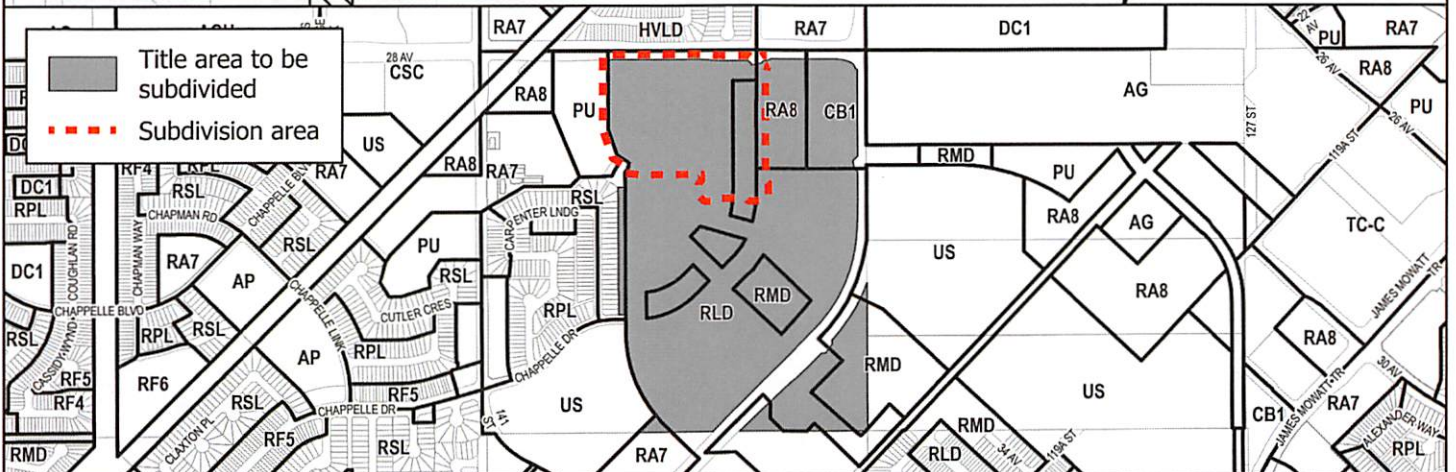 RA7
HVLD
RA7
DC1
22 AV
PU
RA7
Title area to be
subdivided
Subdivision area
28 AV
CSC
26 AV
RA8
RA8
PU
RA8
CB1
AG
PU
127 ST
119A ST
26 AV
US
RA8
RA7
RMD
PU
DC1
RF4
RPL
RA7
RSL
CHAPPELLE BLVD
RPL
CHAPMAN RD
RSL
CARPENTER LNDG
RA8
AG
TC-C
COUGHLAN RD
CHAPMAN WAY
RSL
PU
US
DC1
RA7
AP
RSL
RMD
RA8
JAMES MOWATT TR
CHAPPELLE BLVD
CHAPPELLE LINK
CUTLER CRES
RPL
RLD
RSL
RPL
RSL
CHAPPELLE DR
RA8
CASSIDY WYND
AP
RPL
RMD
30 AV
RF5
RF6
RF5
US
RF4
RSL
CHAPPELLE DR
141 ST
US
CB1
JAMES MOWATT TR
RA7
ALEXANDER WAY
CLAXTON PL
RF5
RSL
RMD
RMD
RA7
RLD
34 AV
119A ST
RPL